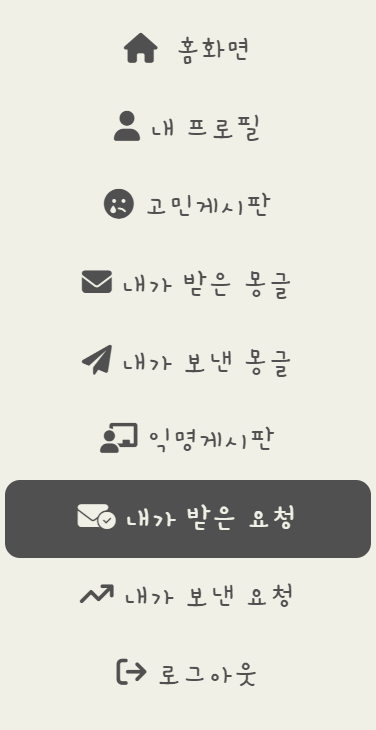 홈화면
내 프로필
고민게시판
내가 받은 몽글
내가 보낸 몽글
익명게시판
내가 받은 요청
내가 보낸 요청
로그아웃